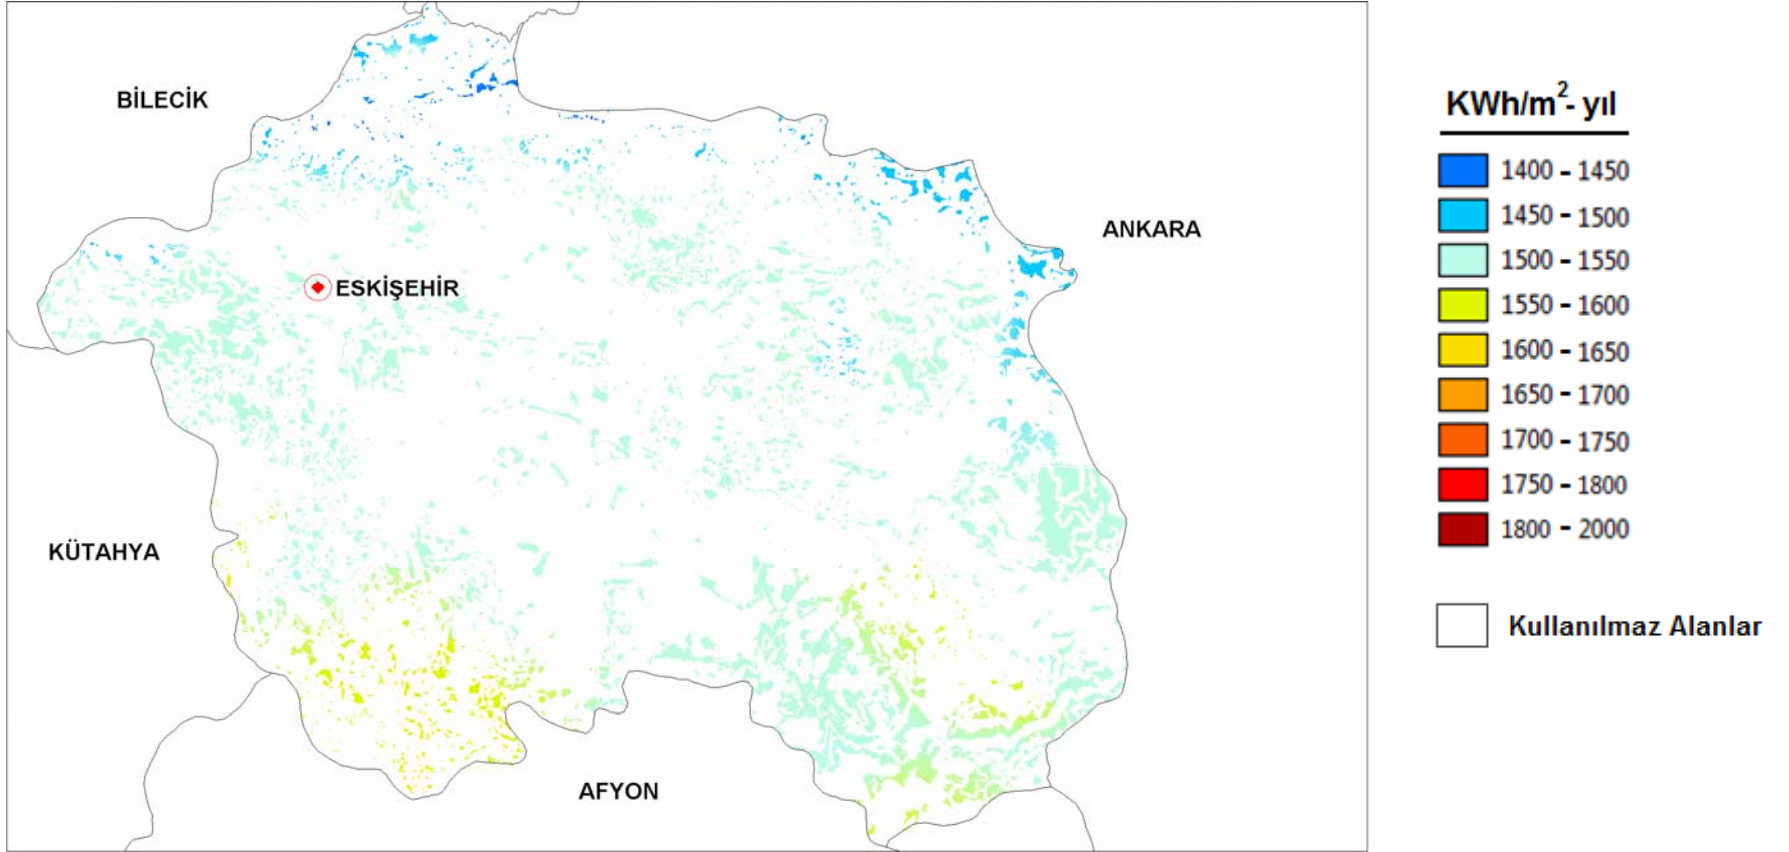 BİLECİK
ANKARA
ESKİŞEHİR
KÜTAHYA
AFYON
KWh/m²- yıl
1400 - 1450
1450 - 1500
1500 - 1550
1550 - 1600
1600 - 1650
1650 - 1700
1700 - 1750
1750 - 1800
1800 - 2000
Kullanılmaz Alanlar